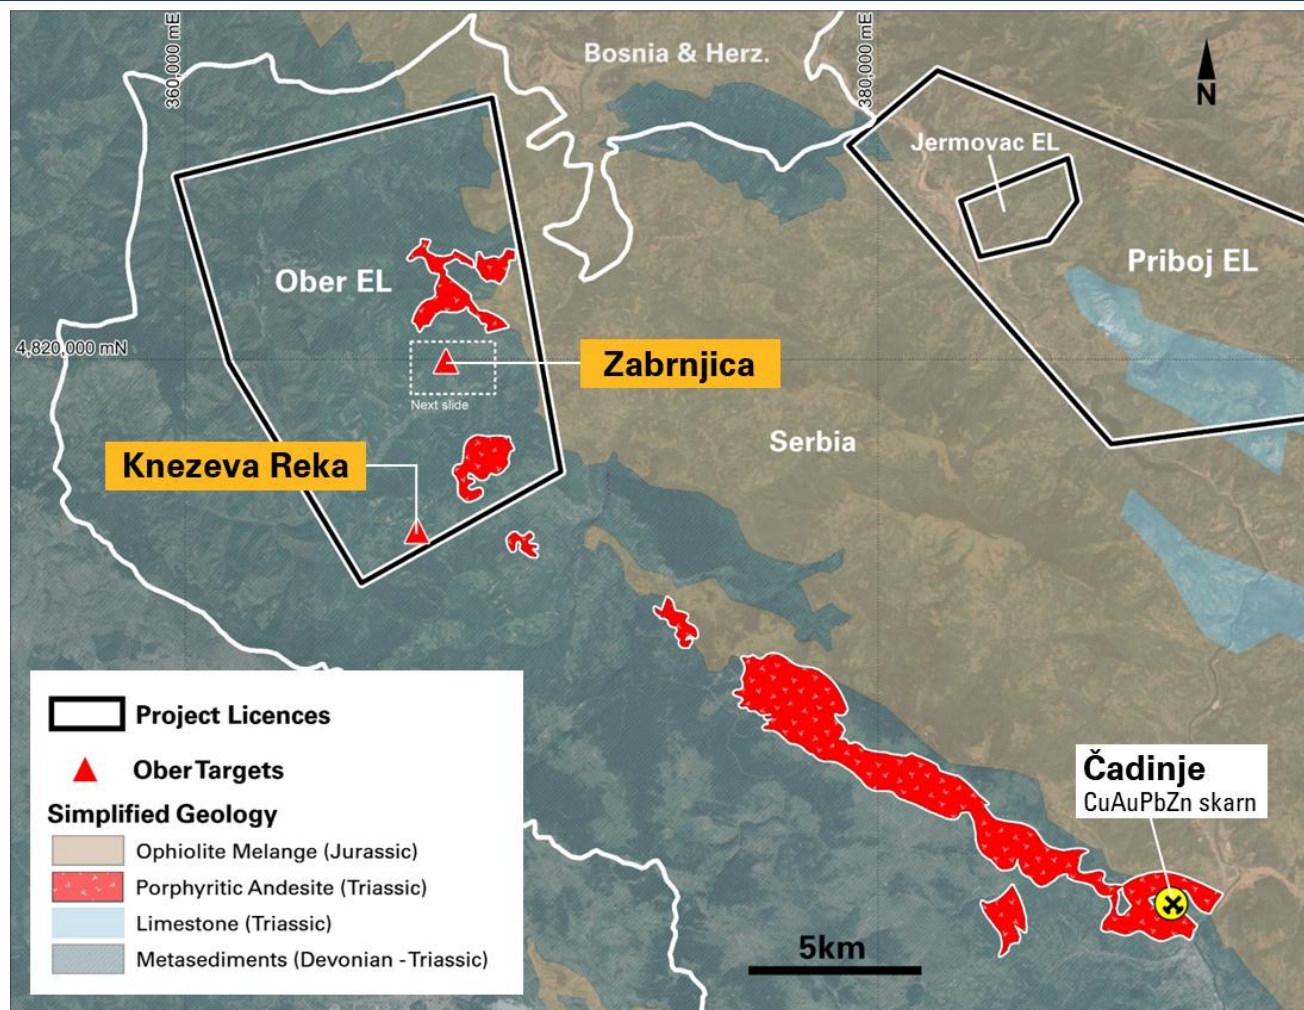 360,000 mE
Bosnia & Herz.
380,000 mE
N
Jermovac EL
Ober EL
Priboj EL
4,820,000 mN
Zabrnjica
Next slide
Serbia
Knezeva Reka
Project Licences
Ober Targets
Simplified Geology
Ophiolite Melange (Jurassic)
Porphyritic Andesite (Triassic)
Limestone (Triassic)
Metasediments (Devonian - Triassic)
Čadinje
CuAuPbZn skarn
5km